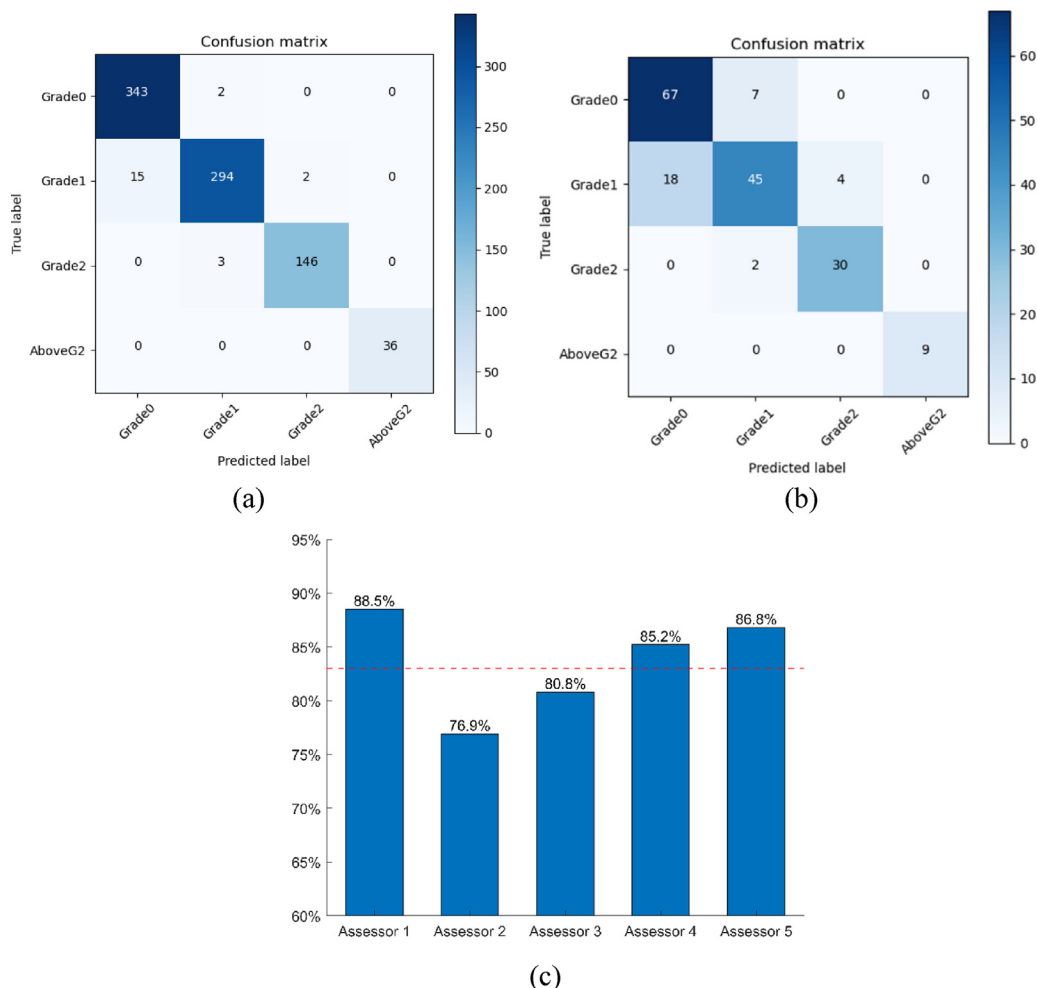 Confusion matrix
Grade0 343 2 0 0
Grade1 15 294 2 0
Grade2 0 3 146 0
AboveG2 0 0 0 36
True label
Grade0 Grade1 Grade2 AboveG2
Predicted label
300
250
200
150
100
50
0
(a)
Confusion matrix
Grade0 67 7 0 0
Grade1 18 45 4 0
Grade2 0 2 30 0
AboveG2 0 0 0 9
True label
Grade0 Grade1 Grade2 AboveG2
Predicted label
60
50
40
30
20
10
0
(b)
95%
90%
85%
80%
75%
70%
65%
60%
88.5%
76.9%
80.8%
85.2%
86.8%
Assessor 1 Assessor 2 Assessor 3 Assessor 4 Assessor 5
(c)